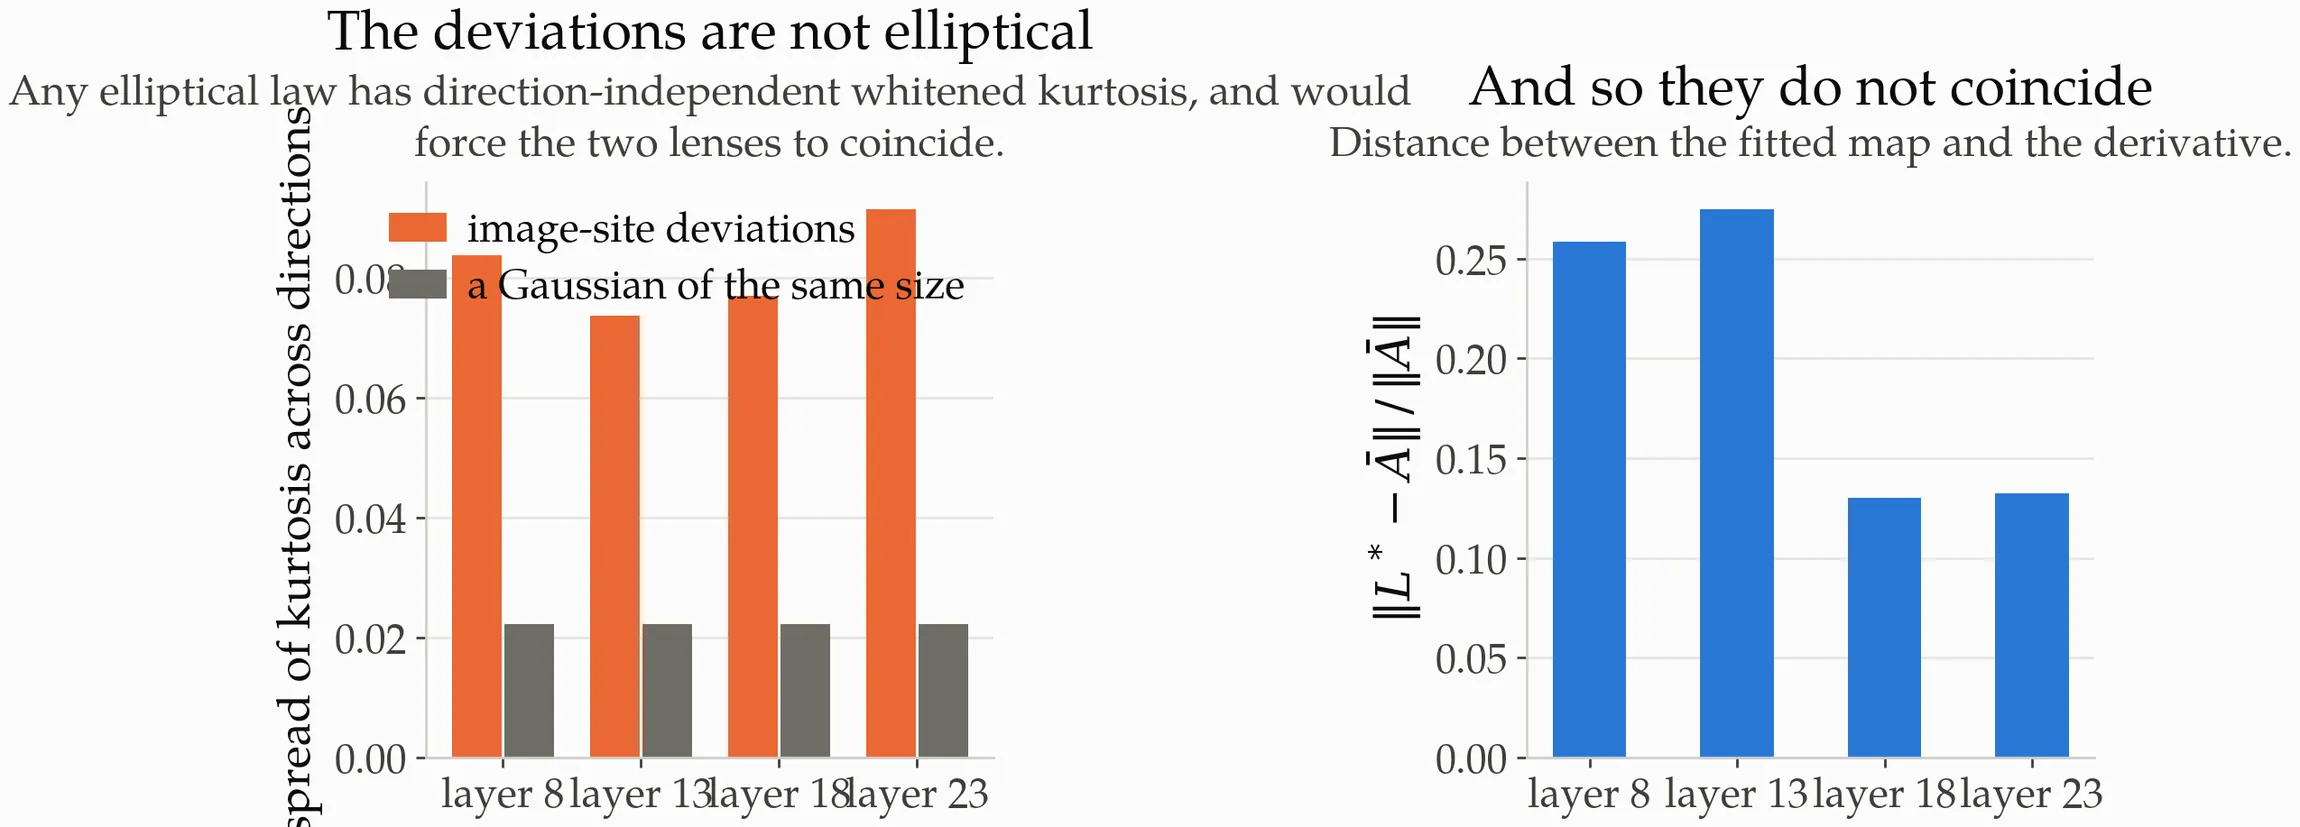 The deviations are not elliptical
Any elliptical law has direction-independent whitened kurtosis, and would
force the two lenses to coincide.
spread of kurtosis across directions
image-site deviations
a Gaussian of the same size
0.08
0.06
0.04
0.02
0.00
layer 8
layer 13
layer 18
layer 23
And so they do not coincide
Distance between the fitted map and the derivative.
‖L* − Ā‖ / ‖Ā‖
0.25
0.20
0.15
0.10
0.05
0.00
layer 8
layer 13
layer 18
layer 23